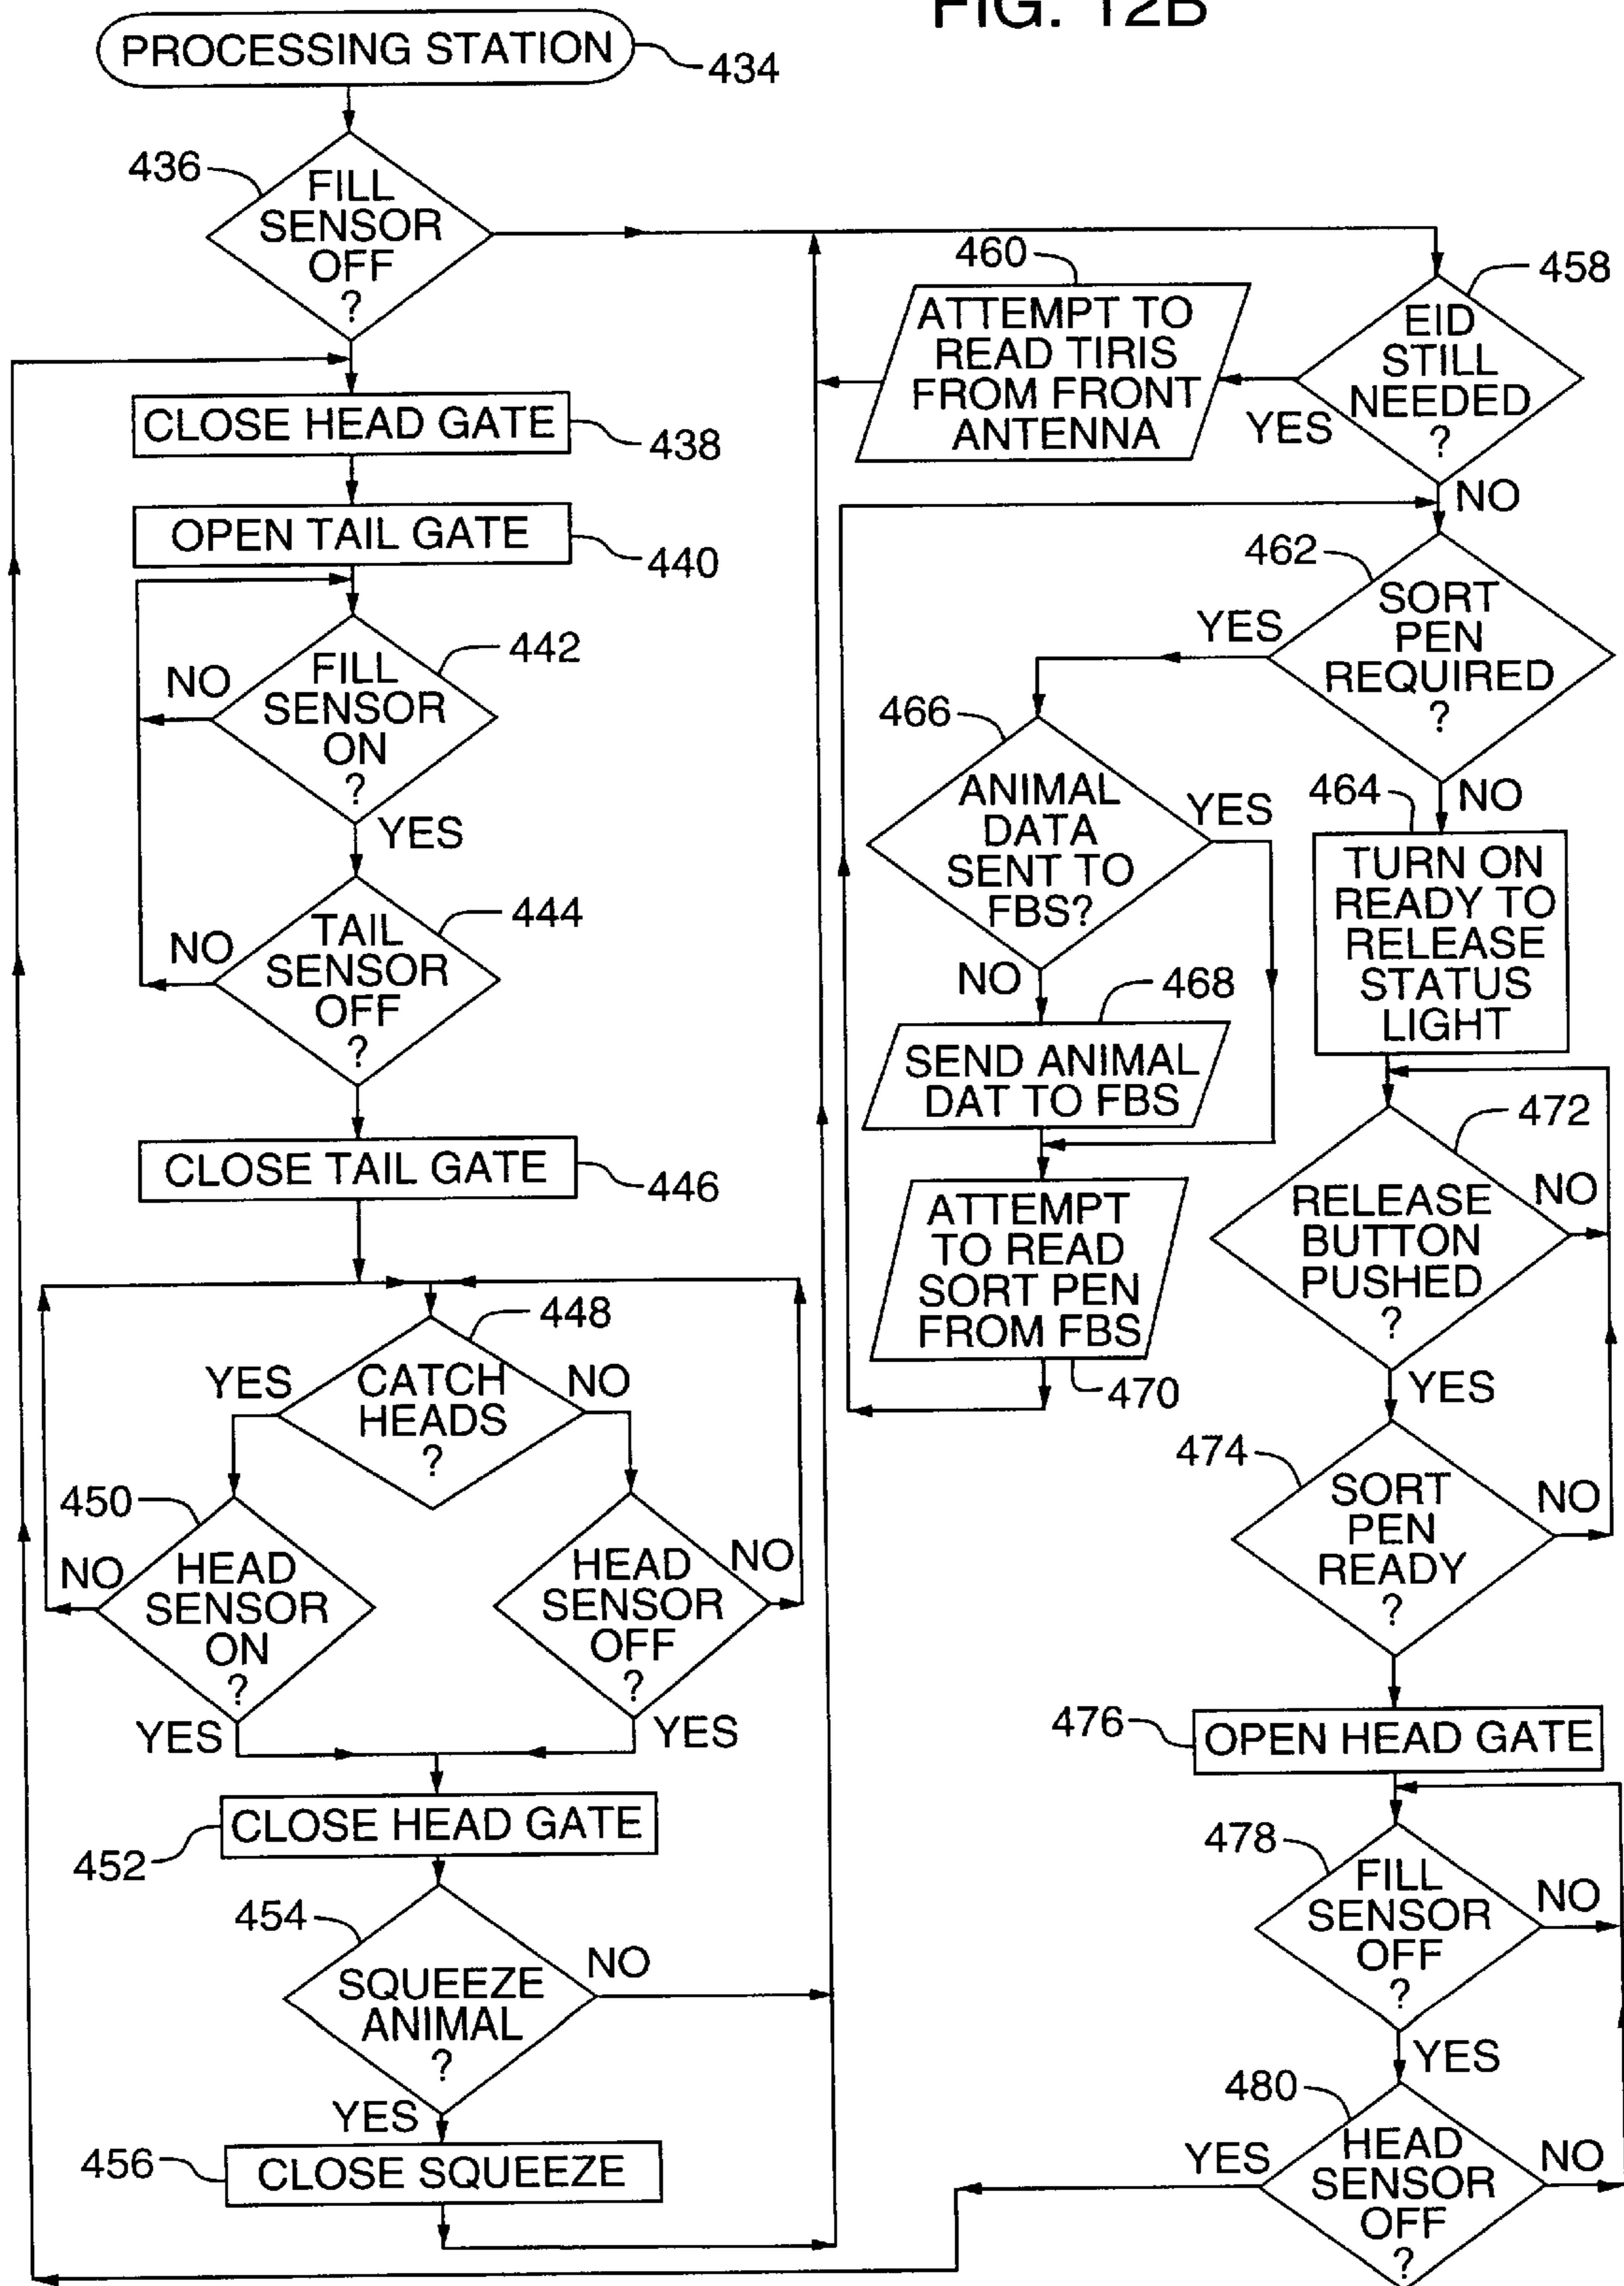 FIG. 12B
PROCESSING STATION
434
436
FILL
SENSOR
OFF
?
CLOSE HEAD GATE
438
OPEN TAIL GATE
440
442
FILL
SENSOR
ON
?
NO
YES
444
TAIL
SENSOR
OFF
?
NO
CLOSE TAIL GATE
446
448
CATCH
HEADS
?
YES
NO
450
HEAD
SENSOR
ON
?
NO
YES
HEAD
SENSOR
OFF
?
NO
YES
CLOSE HEAD GATE
452
454
SQUEEZE
ANIMAL
?
NO
YES
456
CLOSE SQUEEZE
458
EID
STILL
NEEDED
?
YES
NO
460
ATTEMPT TO
READ TIRIS
FROM FRONT
ANTENNA
462
SORT
PEN
REQUIRED
?
YES
NO
464
TURN ON
READY TO
RELEASE
STATUS
LIGHT
466
ANIMAL
DATA
SENT TO
FBS?
YES
NO
468
SEND ANIMAL
DAT TO FBS
ATTEMPT
TO READ
SORT PEN
FROM FBS
470
472
RELEASE
BUTTON
PUSHED
?
NO
YES
474
SORT
PEN
READY
?
NO
476
OPEN HEAD GATE
478
FILL
SENSOR
OFF
?
NO
YES
480
HEAD
SENSOR
OFF
?
YES
NO